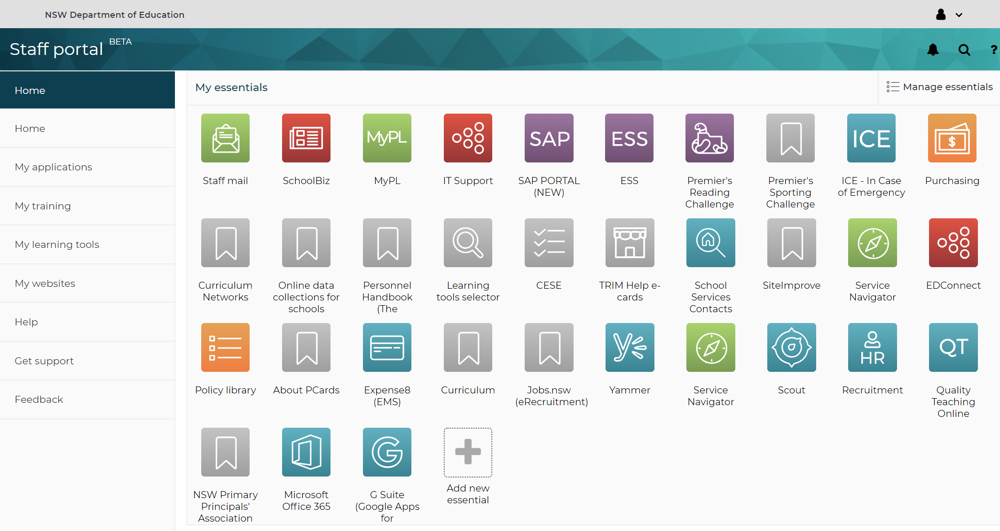 NSW Department of Education
Staff portal BETA
?
Home
Home
My applications
My training
My learning tools
My websites
Help
Get support
Feedback
My essentials
Manage essentials
MyPL
SAP
ESS
ICE
$
Staff mail
SchoolBiz
MyPL
IT Support
SAP PORTAL
(NEW)
ESS
Premier's
Reading
Challenge
Premier's
Sporting
Challenge
ICE - In Case
of Emergency
Purchasing
Curriculum
Networks
Online data
collections for
schools
Personnel
Handbook
(The
Learning
tools selector
CESE
TRIM Help e-
cards
School
Services
Contacts
SiteImprove
Service
Navigator
EDConnect
HR
QT
Policy library
About PCards
Expense8
(EMS)
Curriculum
Jobs.nsw
(eRecruitment)
Yammer
Service
Navigator
Scout
Recruitment
Quality
Teaching
Online
G
NSW Primary
Principals'
Association
Microsoft
Office 365
G Suite
(Google Apps
for
Add new
essential